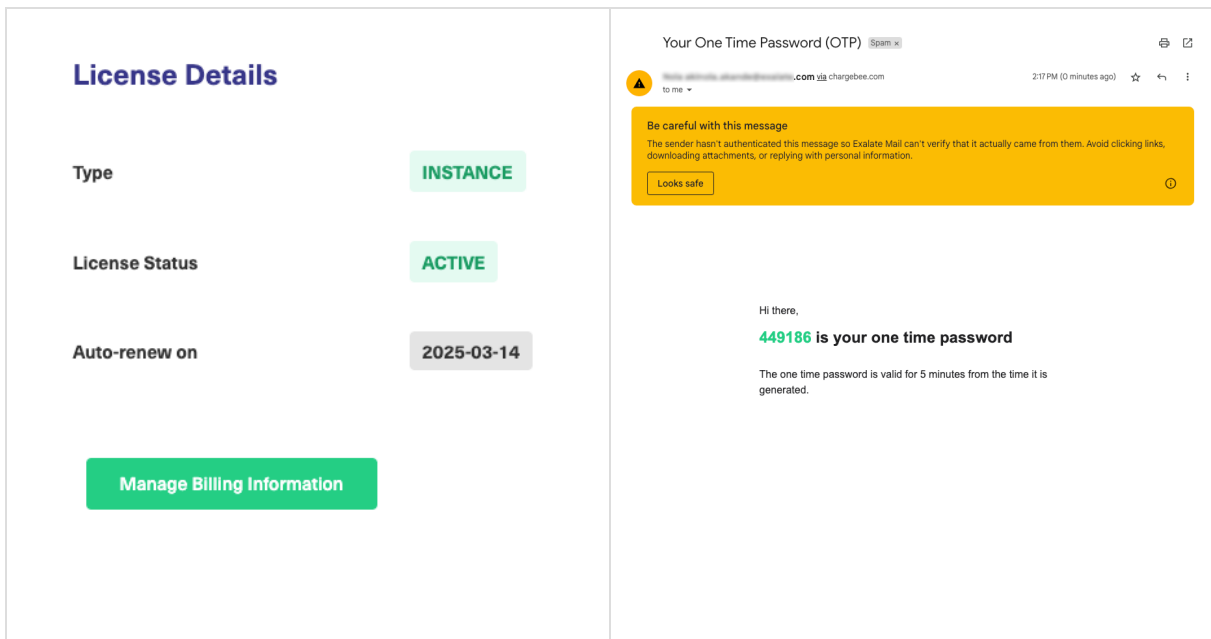 License Details
Type
INSTANCE
License Status
ACTIVE
Auto-renew on
2025-03-14
Manage Billing Information
Your One Time Password (OTP) Spam x
.com via chargebee.com
2:17 PM (0 minutes ago)
to me
Be careful with this message
The sender hasn't authenticated this message so Exalate Mail can't verify that it actually came from them. Avoid clicking links,
downloading attachments, or replying with personal information.
Looks safe
Hi there,
449186 is your one time password
The one time password is valid for 5 minutes from the time it is
generated.